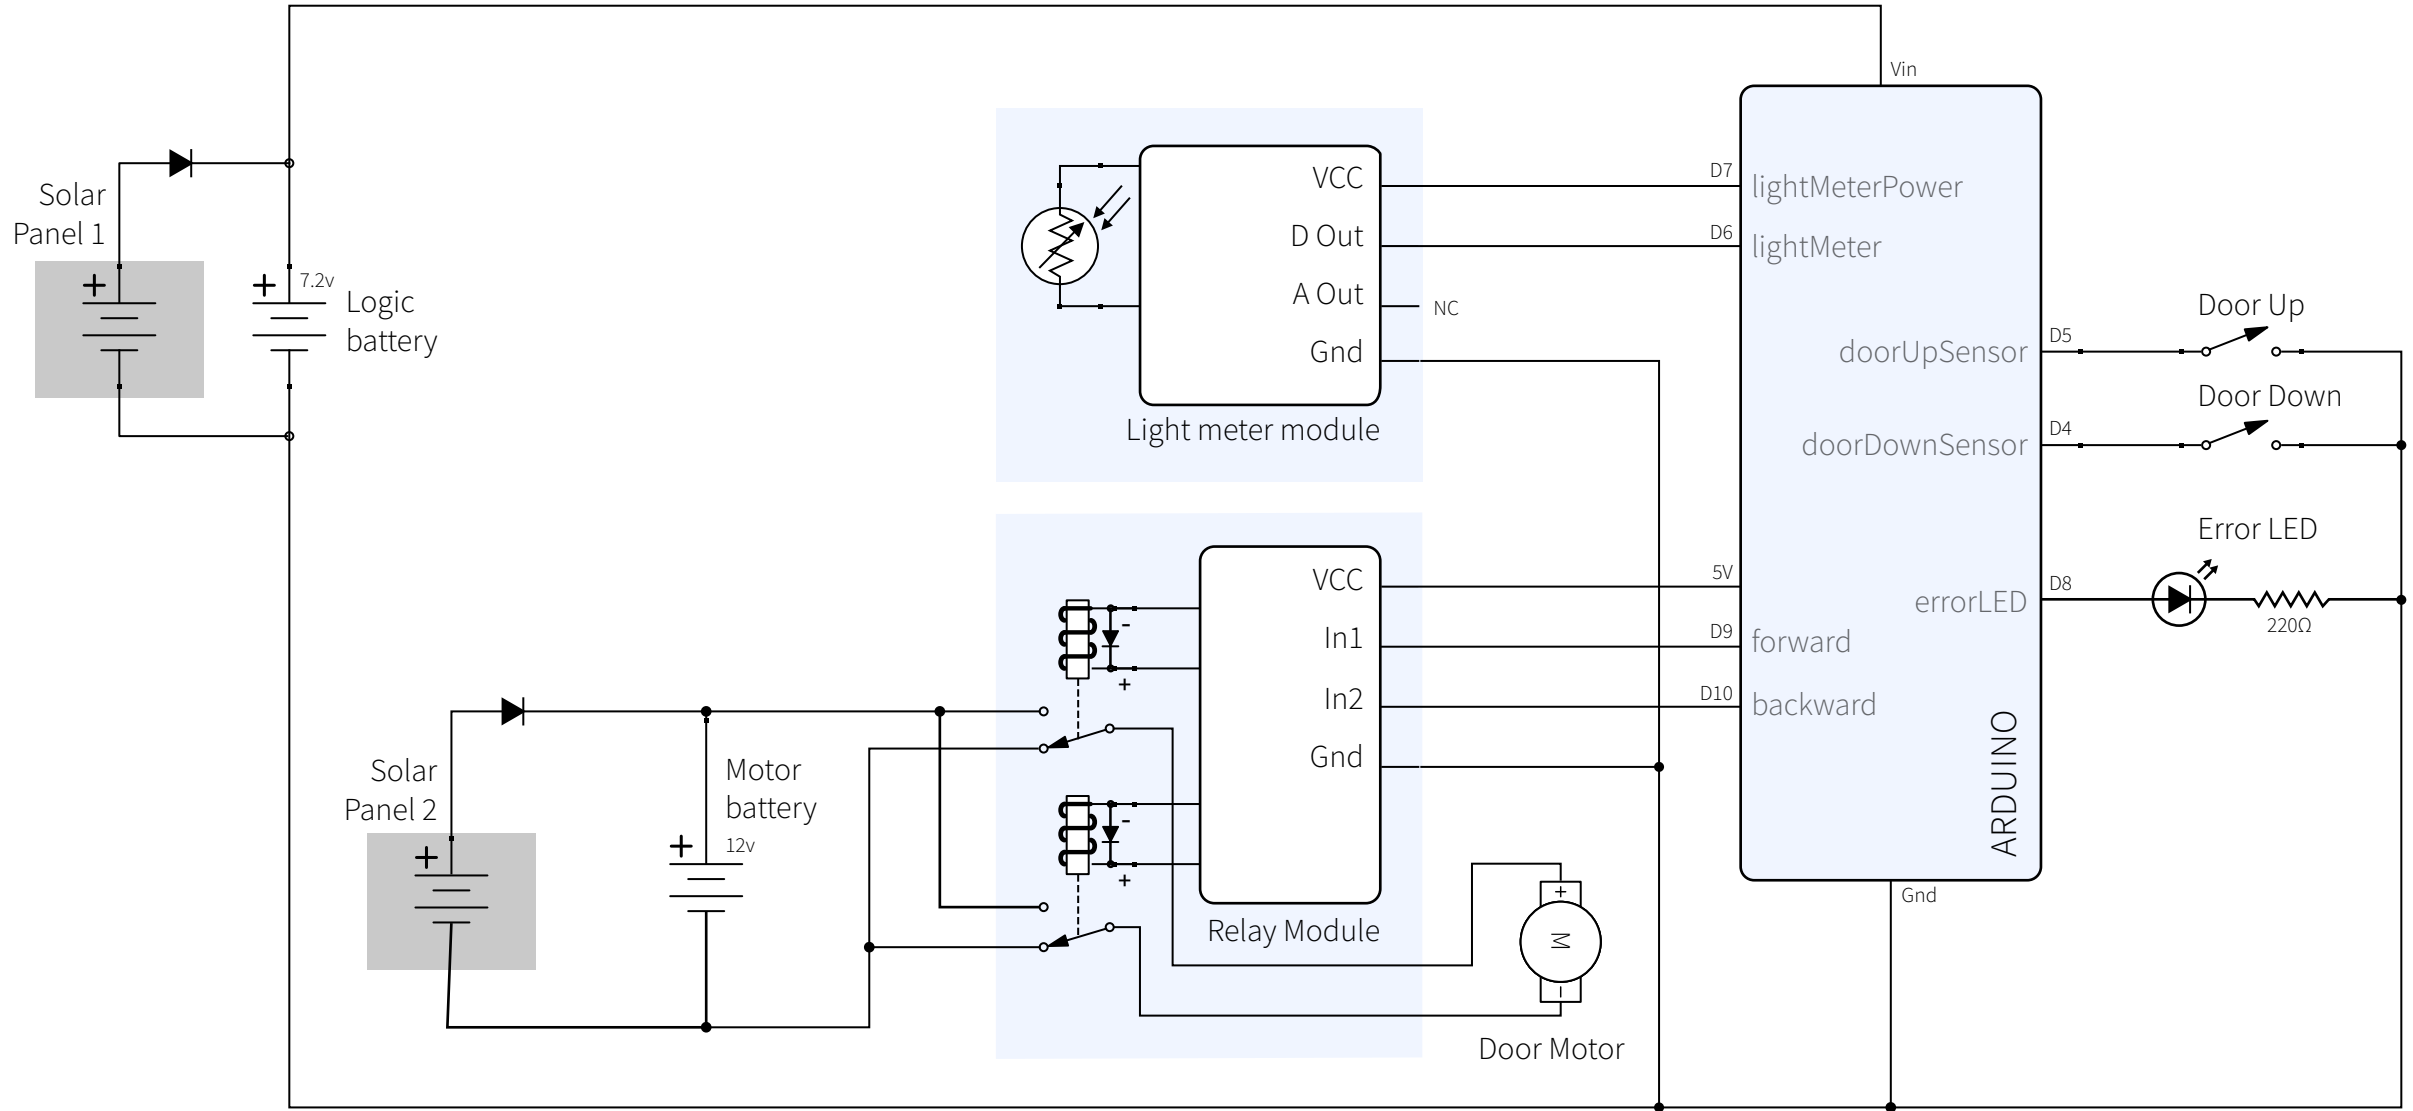 Vin
Solar
Panel 1
+
+
7.2v
Logic
battery
VCC
D Out
A Out
Gnd
NC
Light meter module
D7
lightMeterPower
D6
lightMeter
doorUpSensor
D5
Door Up
doorDownSensor
D4
Door Down
errorLED
D8
Error LED
220Ω
VCC
In1
In2
Gnd
Relay Module
5V
D9
forward
D10
backward
ARDUINO
Gnd
-
+
-
+
Solar
Panel 2
+
Motor
battery
+
12v
+
M
-
Door Motor